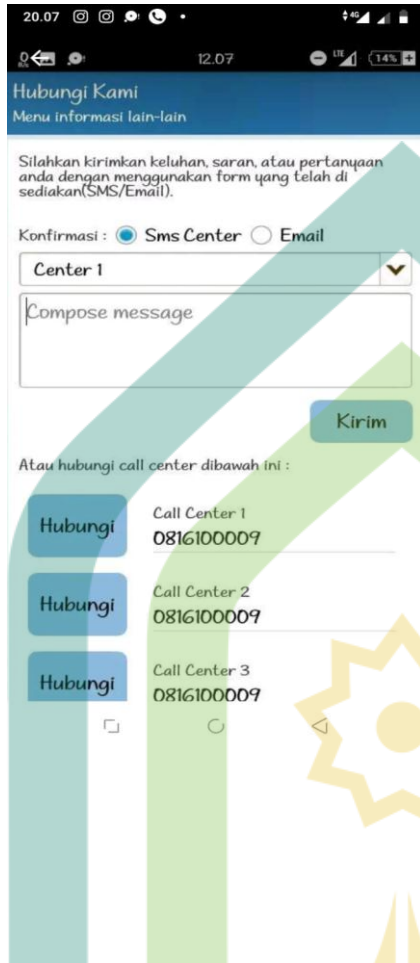 20.07
4G
12.07
LTE
14%
Hubungi Kami
Menu informasi lain-lain
Silahkan kirimkan keluhan, saran, atau pertanyaan
anda dengan menggunakan form yang telah di
sediakan(SMS/Email).
Konfirmasi : Sms Center Email
Center 1
Compose message
Kirim
Atau hubungi call center dibawah ini :
Hubungi
Call Center 1
0816100009
Hubungi
Call Center 2
0816100009
Hubungi
Call Center 3
0816100009